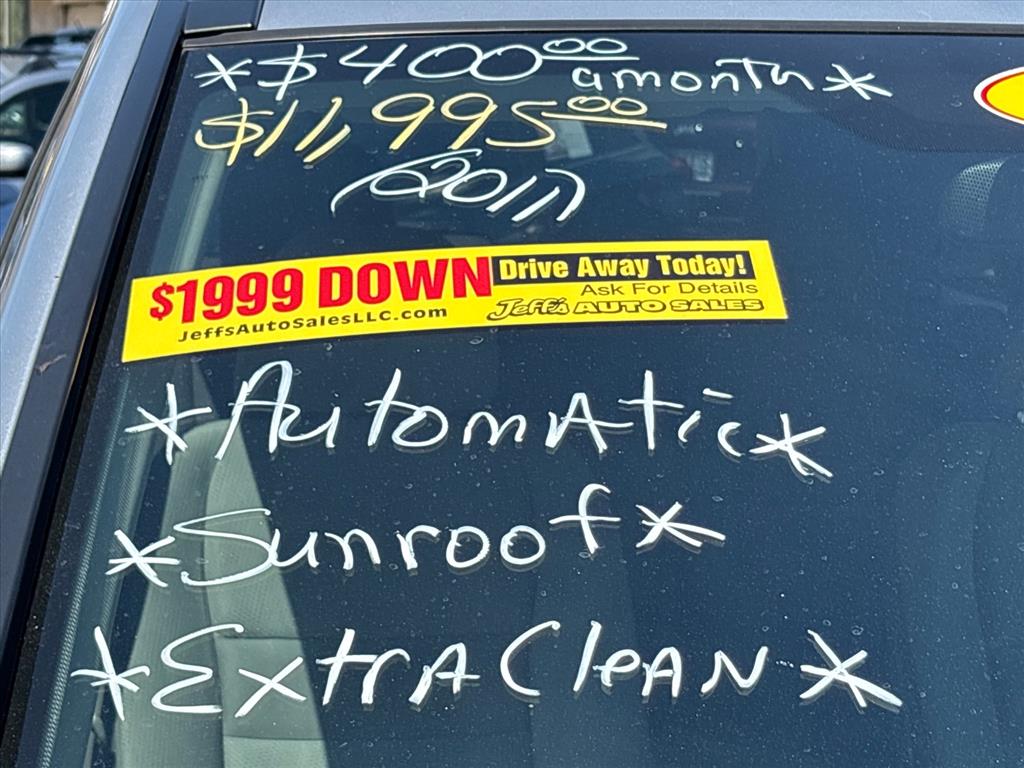 *$400.00 a month*
$11,995.00
(2011)
$1999 DOWN Drive Away Today!
Ask For Details
JeffsAutoSalesLLC.com Jeff's AUTO SALES
*Automatic*
*Sunroof*
*Extra Clean*